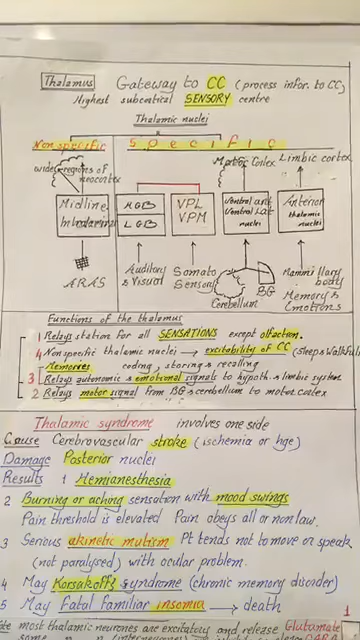 Thalamus Gateway to CC (process infor. to CC)
Highest subcortical SENSORY centre
Thalamic nuclei
Non specific Specific
wide regions of neocortex
Motor Cortex
Limbic cortex
Midline
Intralaminar
MGB
LGB
VPL
VPM
Ventral ant
Ventral Lat
nuclei
Anterior
thalamic
nuclei
ARAS
Auditory
& Visual
Somato
Sensory
Cerebellum
BG
Mammillary
body
Memory &
Emotions
Functions of the thalamus
1 Relays station for all SENSATIONS except olfaction.
4 Nonspecific thalamic nuclei → excitability of CC (sleep & Wakefuln
Memories coding, storing & recalling
3 Relays autonomic & emotional signals to hypoth. & limbic system
2 Relays motor signal from BG & cerebellum to motor cortex
Thalamic syndrome involves one side
Cause Cerebrovascular stroke (ischemia or hge)
Damage Posterior nuclei
Results 1 Hemianesthesia
2 Burning or aching sensation with mood swings
Pain threshold is elevated Pain obeys all or non law.
3 Serious akinetic mutism Pt tends not to move or speak
(not paralysed) with ocular problem.
4 May Korsakoff's syndrome (chronic memory disorder)
5 May Fatal familier insomia → death
1
most thalamic neurones are excitatory and release Glutamate